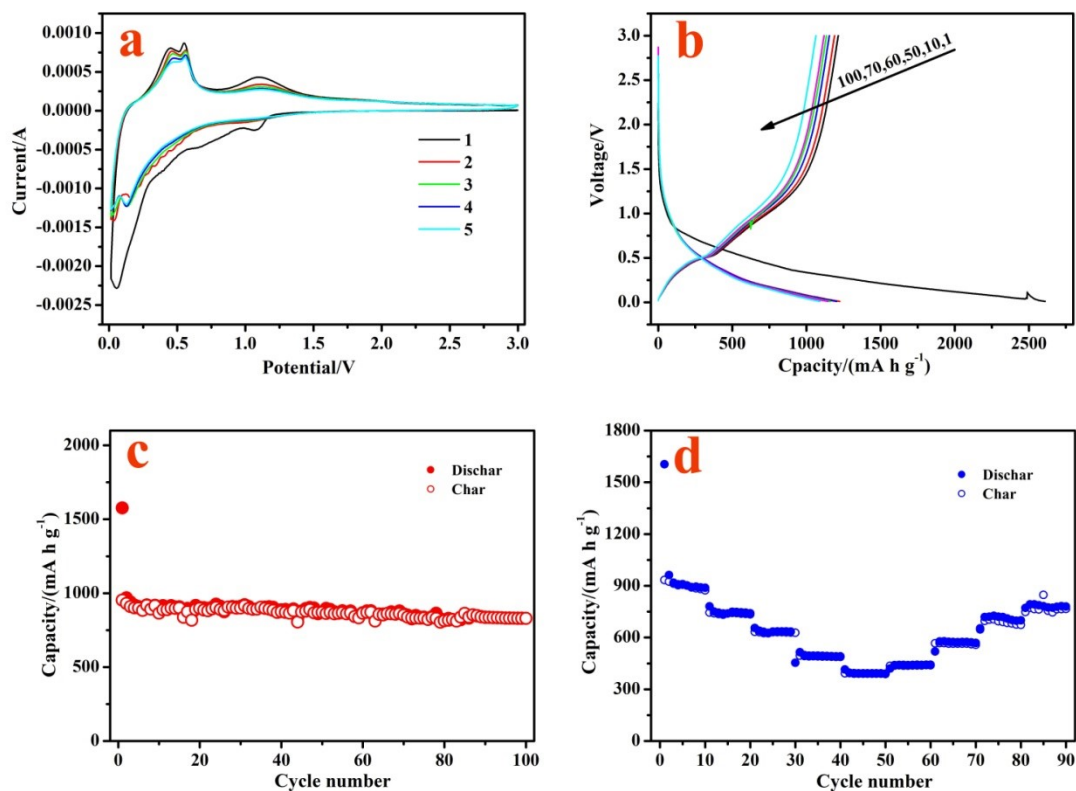 a
0.0010
0.0005
0.0000
-0.0005
-0.0010
-0.0015
-0.0020
-0.0025
Current/A
1
2
3
4
5
0.0 0.5 1.0 1.5 2.0 2.5 3.0
Potential/V
b
3.0
2.5
2.0
1.5
1.0
0.5
0.0
Voltage/V
100,70,60,50,10,1
0 500 1000 1500 2000 2500
Cpacity/(mA h g-1)
c
2000
1500
1000
500
0
Capacity/(mA h g-1)
Dischar
Char
0 20 40 60 80 100
Cycle number
d
1800
1500
1200
900
600
300
0
Capacity/(mA h g-1)
Dischar
Char
0 10 20 30 40 50 60 70 80 90
Cycle number